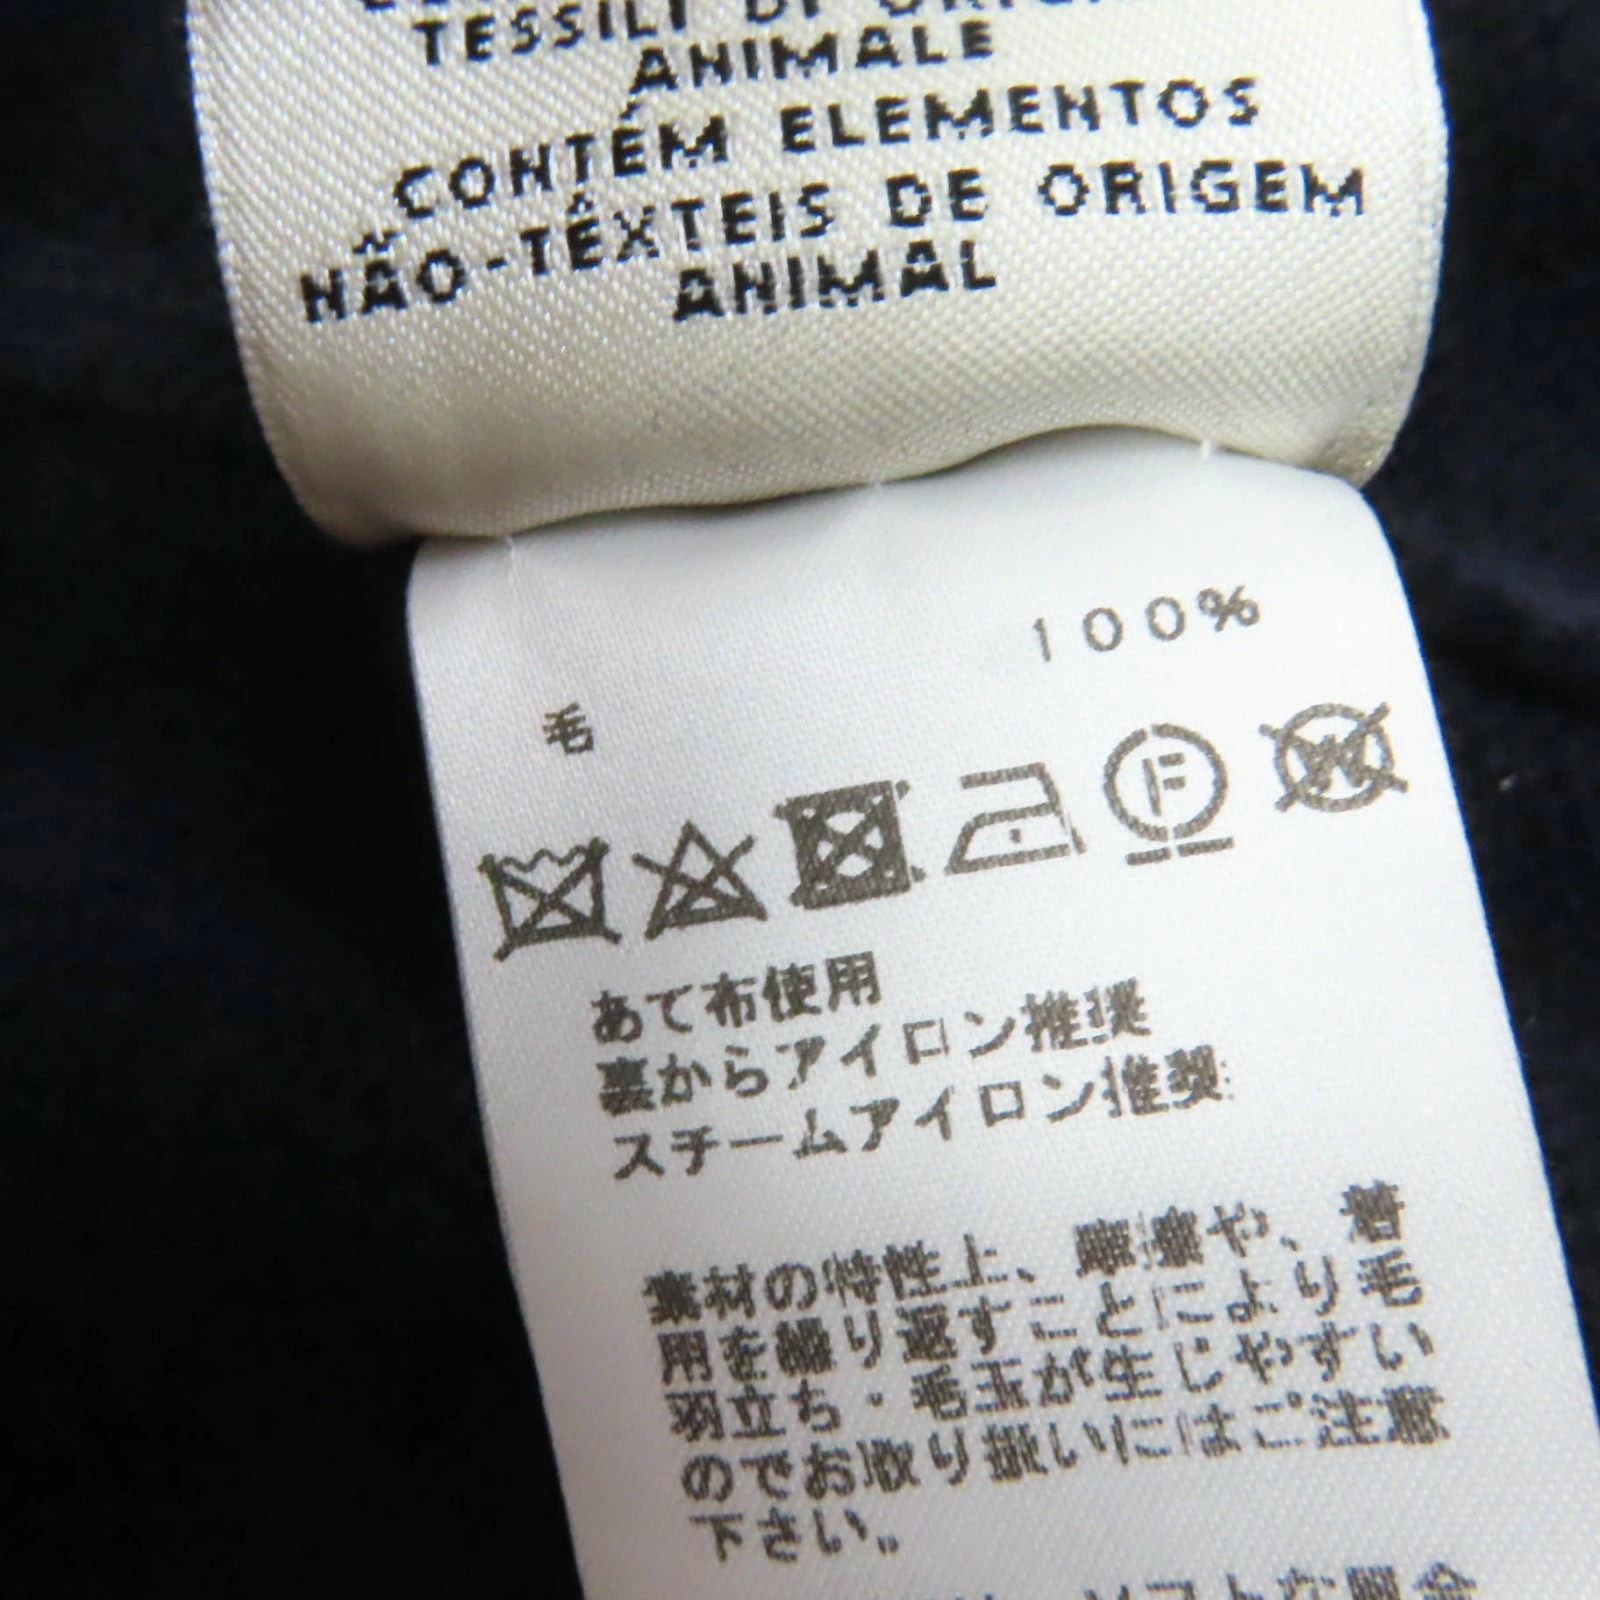 TESSILI DI
ANIMALE
CONTÉM ELEMENTOS
NÃO-TÊXTEIS DE ORIGEM
ANIMAL
100%
毛
F
W
あて布使用
裏からアイロン推奨
スチームアイロン推奨
素材の特性上、摩擦や、着
用を繰り返すことにより毛
羽立ち・毛玉が生じやすい
のでお取り扱いにはご注意
下さい。